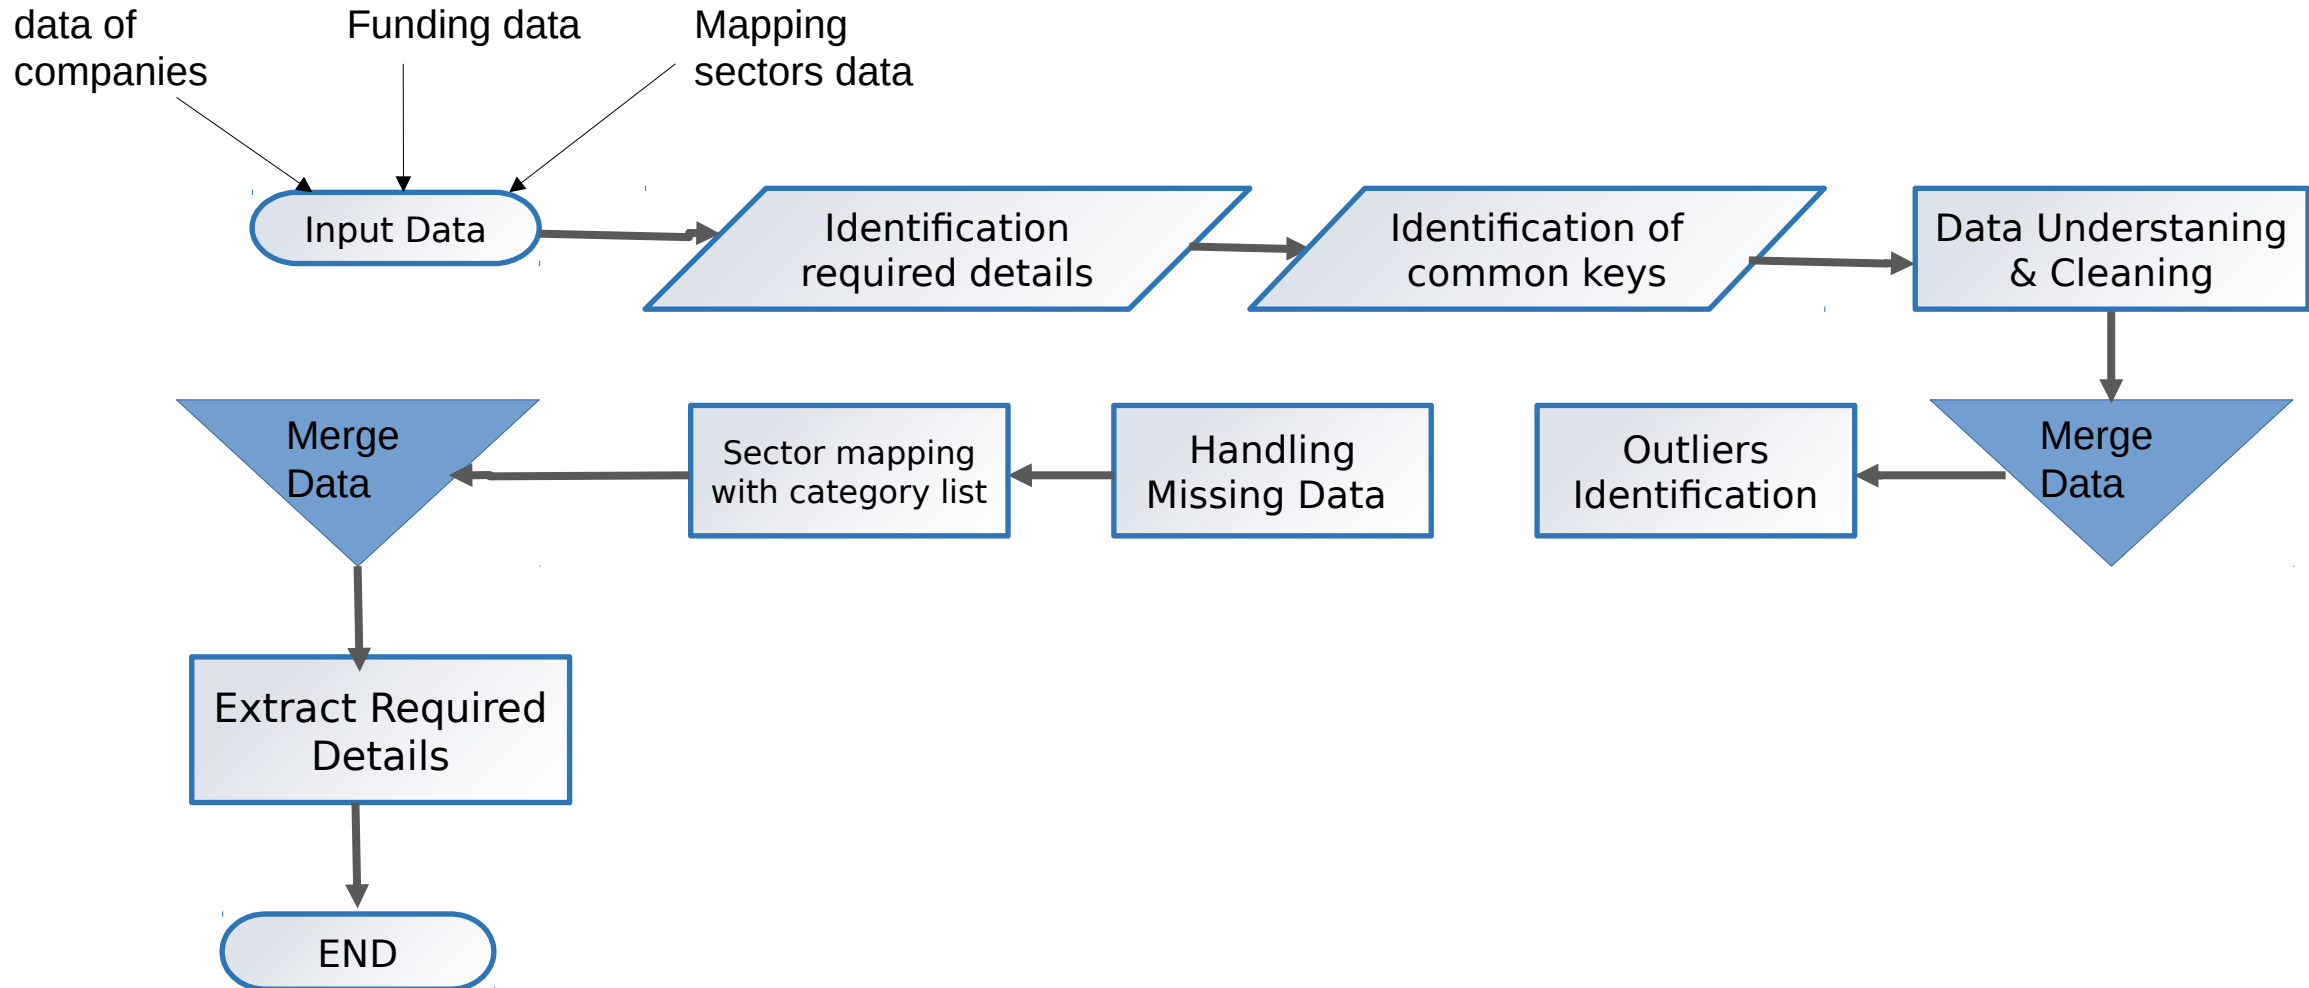 data of
companies
Funding data
Mapping
sectors data
Input Data
Identification
required details
Identification of
common keys
Data Understaning
& Cleaning
Merge
Data
Sector mapping
with category list
Handling
Missing Data
Outliers
Identification
Merge
Data
Extract Required
Details
END